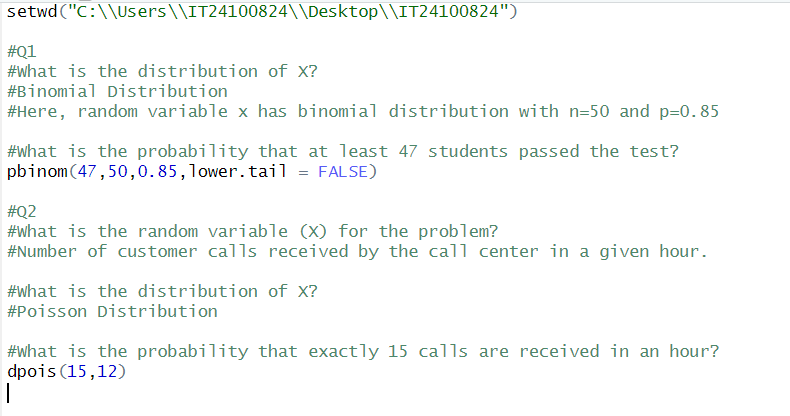 setwd("C:\\Users\\IT24100824\\Desktop\\IT24100824")
#Q1
#What is the distribution of X?
#Binomial Distribution
#Here, random variable x has binomial distribution with n=50 and p=0.85
#What is the probability that at least 47 students passed the test?
pbinom(47,50,0.85,lower.tail = FALSE)
#Q2
#What is the random variable (X) for the problem?
#Number of customer calls received by the call center in a given hour.
#What is the distribution of X?
#Poisson Distribution
#What is the probability that exactly 15 calls are received in an hour?
dpois(15,12)